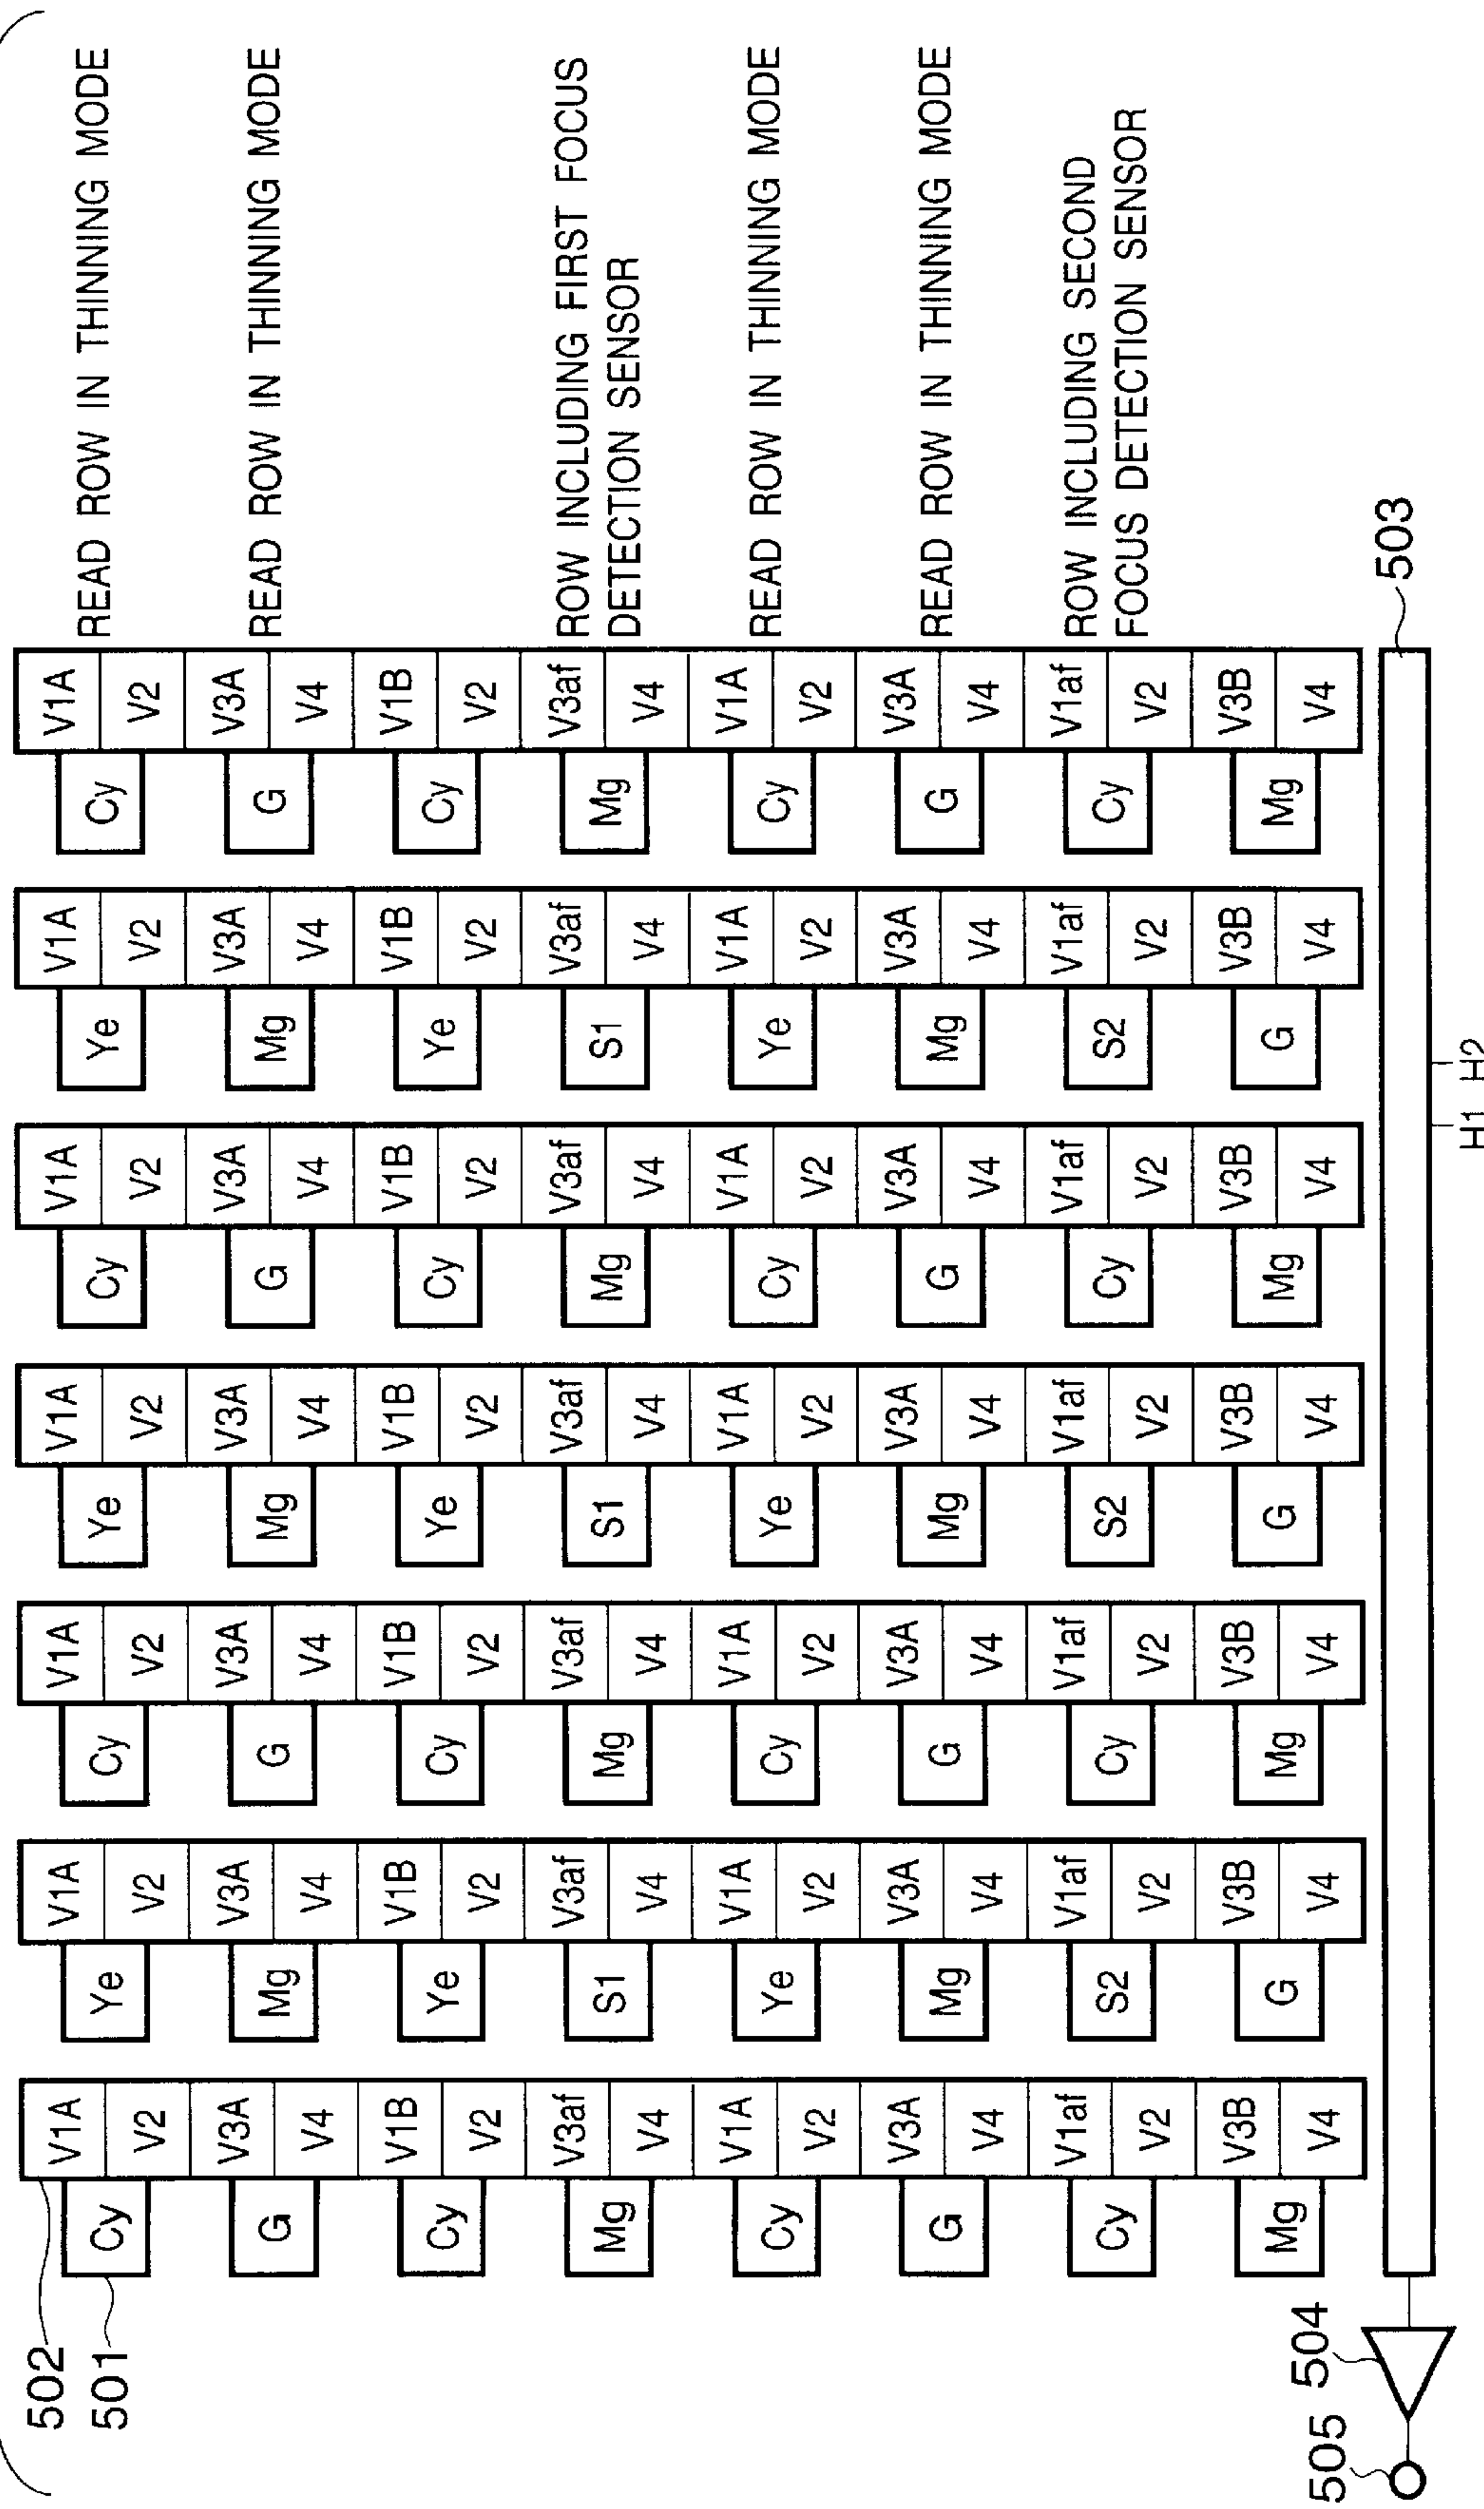 502 V1A V1A V1A V1A V1A V1A V1A
501 Cy Ye Cy Ye Cy Ye Cy READ ROW IN THINNING MODE
V2 V2 V2 V2 V2 V2 V2
V3A V3A V3A V3A V3A V3A V3A
G Mg G Mg G Mg G READ ROW IN THINNING MODE
V4 V4 V4 V4 V4 V4 V4
V1B V1B V1B V1B V1B V1B V1B
Cy Ye Cy Ye Cy Ye Cy
V2 V2 V2 V2 V2 V2 V2
V3af V3af V3af V3af V3af V3af V3af ROW INCLUDING FIRST FOCUS
Mg S1 Mg S1 Mg S1 Mg DETECTION SENSOR
V4 V4 V4 V4 V4 V4 V4
V1A V1A V1A V1A V1A V1A V1A
Cy Ye Cy Ye Cy Ye Cy READ ROW IN THINNING MODE
V2 V2 V2 V2 V2 V2 V2
V3A V3A V3A V3A V3A V3A V3A
G Mg G Mg G Mg G READ ROW IN THINNING MODE
V4 V4 V4 V4 V4 V4 V4
V1af V1af V1af V1af V1af V1af V1af ROW INCLUDING SECOND
Cy S2 Cy S2 Cy S2 Cy FOCUS DETECTION SENSOR
V2 V2 V2 V2 V2 V2 V2
V3B V3B V3B V3B V3B V3B V3B
Mg G Mg G Mg G Mg
V4 V4 V4 V4 V4 V4 V4
505 504 503
H1 H2